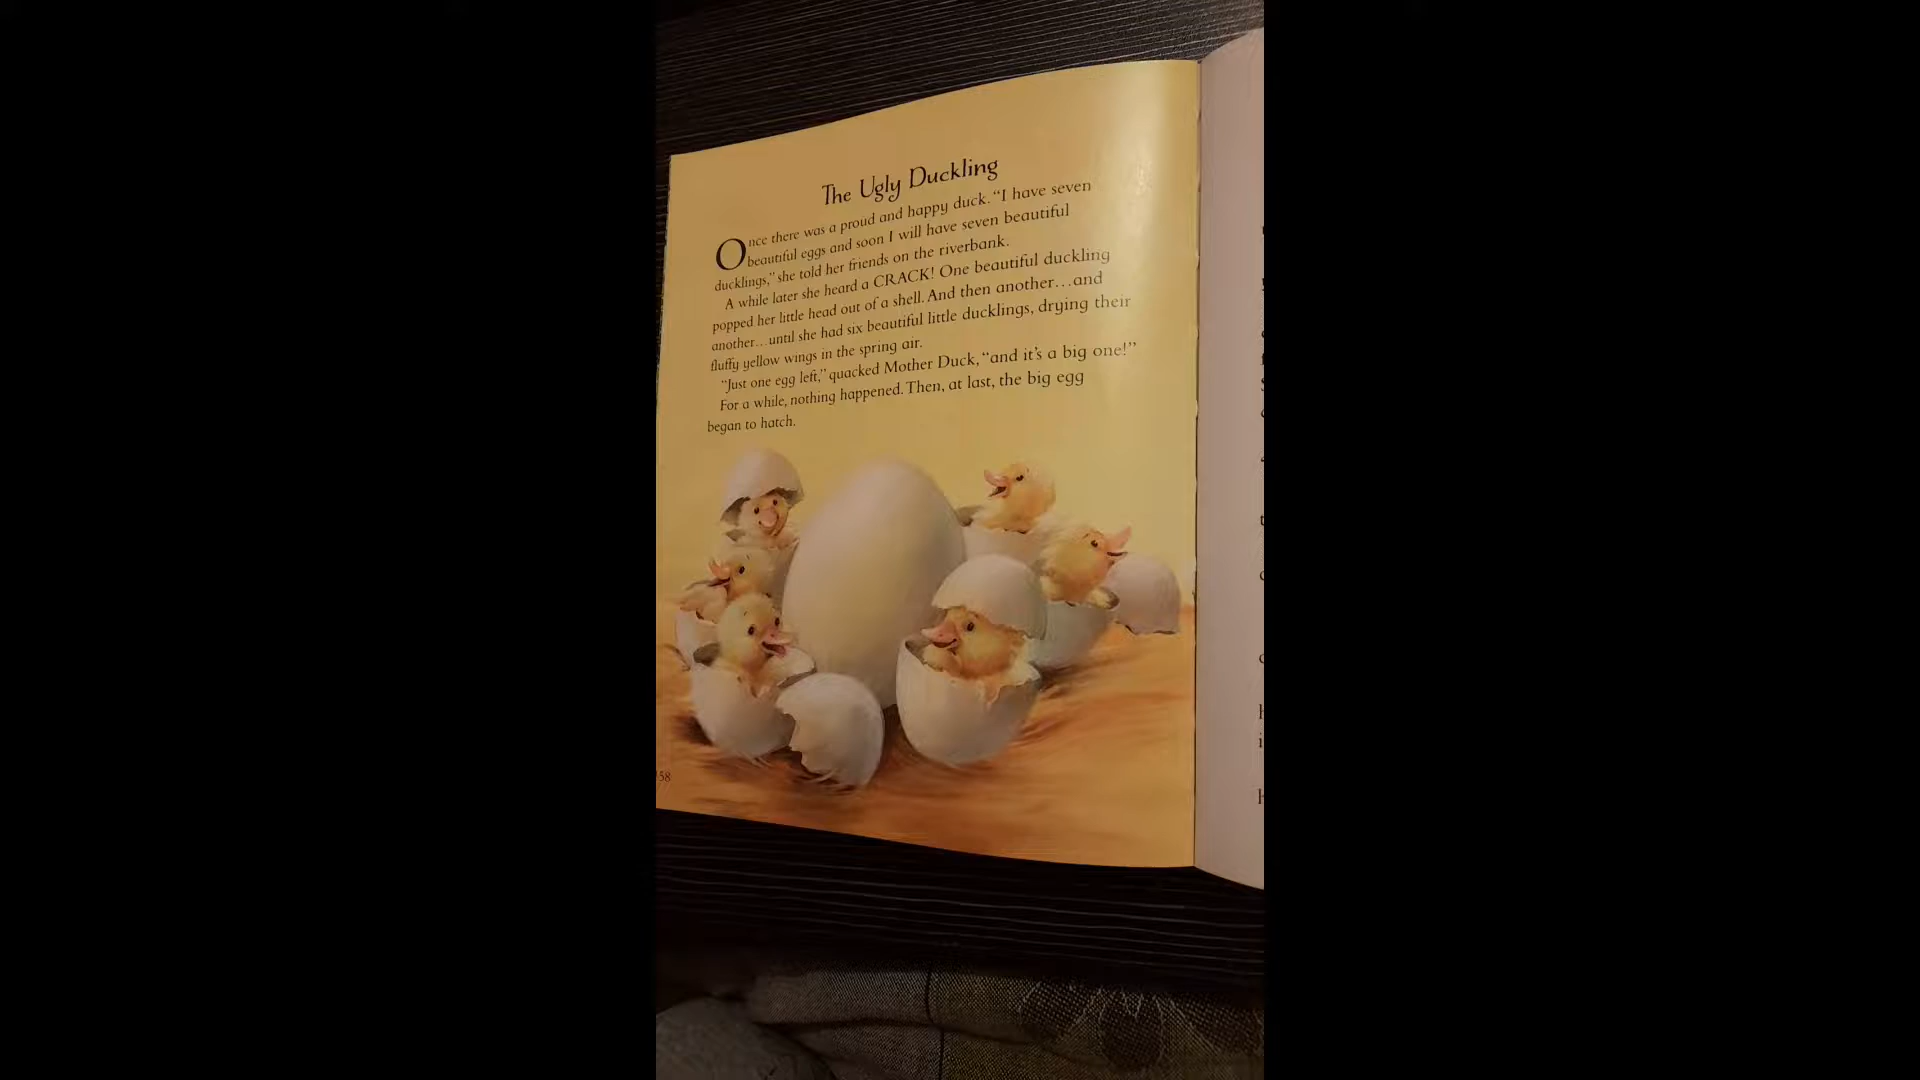 The Ugly Duckling
Once there was a proud and happy duck. “I have seven
beautiful eggs and soon I will have seven beautiful
ducklings,” she told her friends on the riverbank.
A while later she heard a CRACK! One beautiful duckling
popped her little head out of a shell. And then another…and
another…until she had six beautiful little ducklings, drying their
fluffy yellow wings in the spring air.
“Just one egg left,” quacked Mother Duck, “and it’s a big one!”
For a while, nothing happened. Then, at last, the big egg
began to hatch.